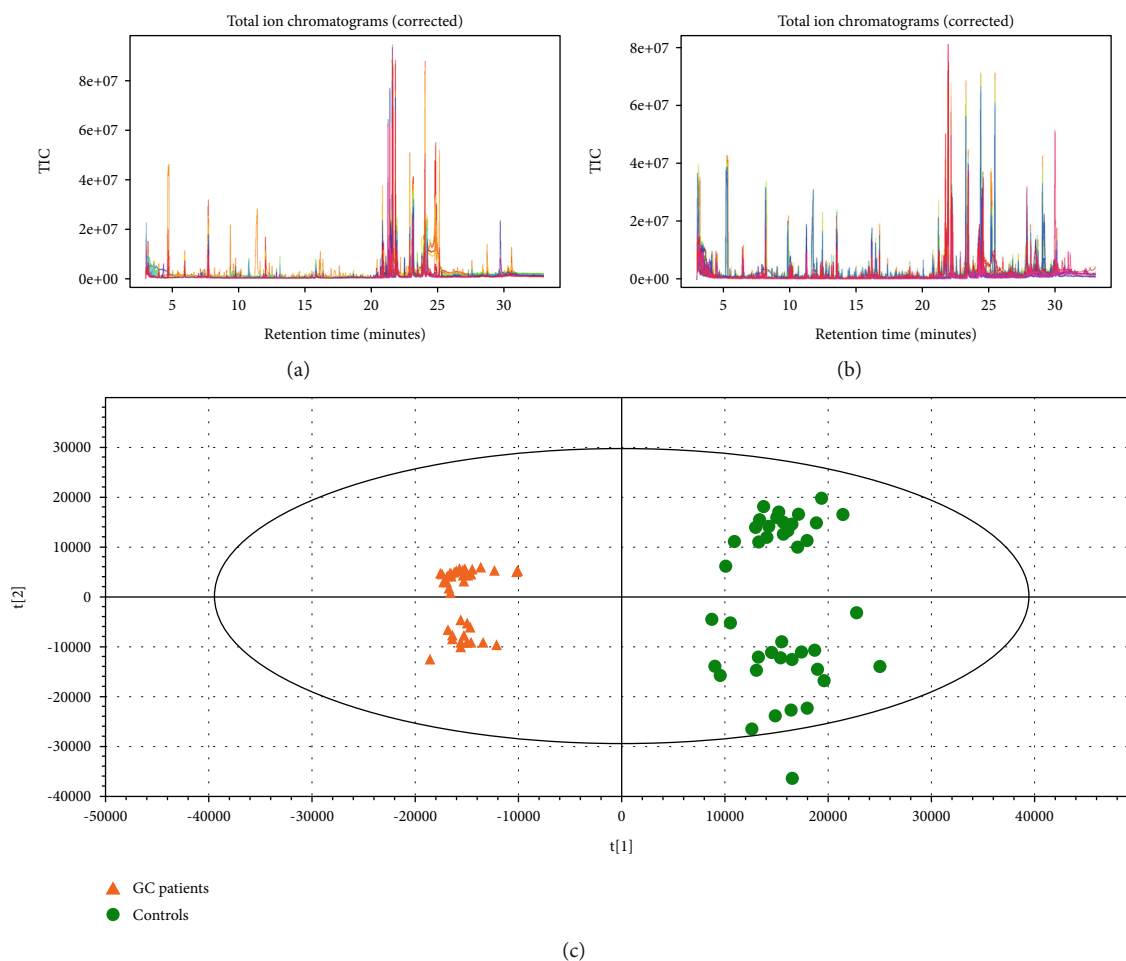 Total ion chromatograms (corrected)
8e+07
6e+07
4e+07
2e+07
0e+00
TIC
5 10 15 20 25 30
Retention time (minutes)
(a)
Total ion chromatograms (corrected)
8e+07
6e+07
4e+07
2e+07
0e+00
TIC
5 10 15 20 25 30
Retention time (minutes)
(b)
30000
20000
10000
0
-10000
-20000
-30000
-40000
t[2]
-50000 -40000 -30000 -20000 -10000 0 10000 20000 30000 40000
t[1]
GC patients
Controls
(c)